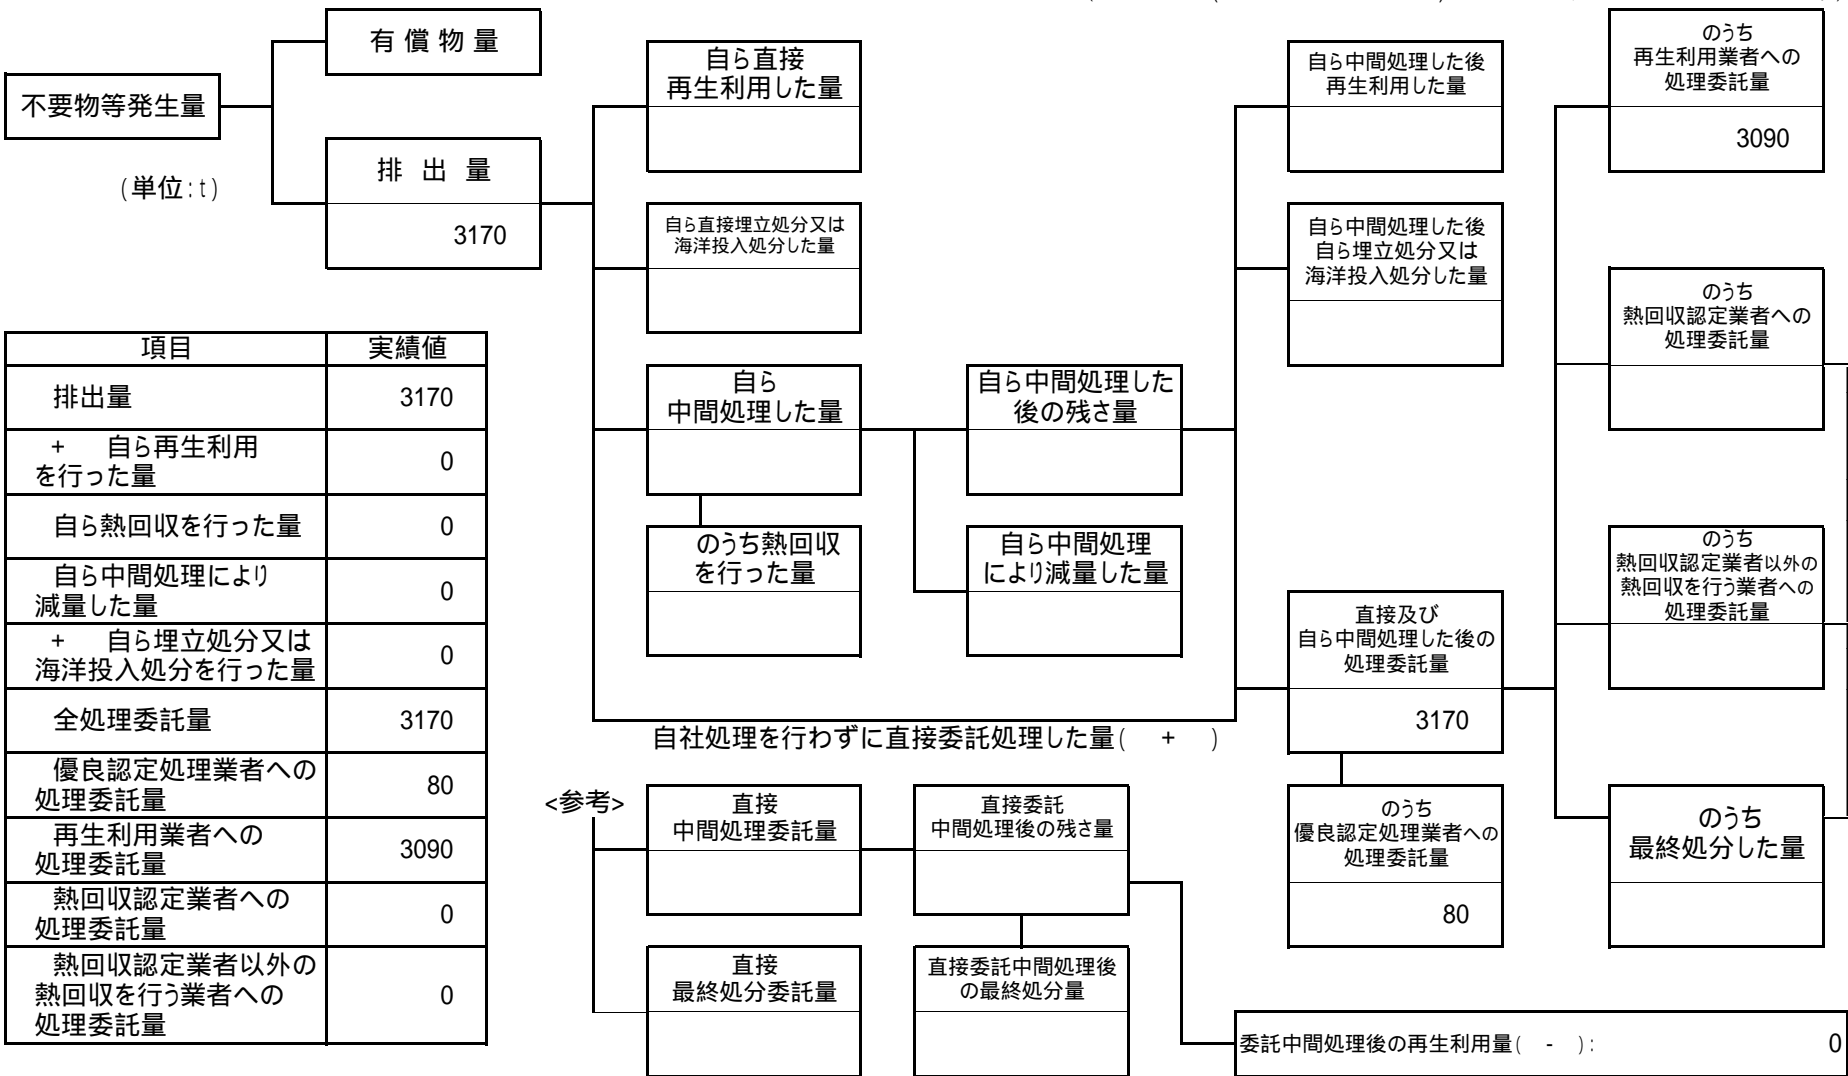 有償物量
不要物等発生量
(単位:t)
排出量
3170
自ら直接
再生利用した量
自ら直接埋立処分又は
海洋投入処分した量
自ら
中間処理した量
のうち熱回収
を行った量
自ら中間処理した
後の残さ量
自ら中間処理
により減量した量
自ら中間処理した後
再生利用した量
自ら中間処理した後
自ら埋立処分又は
海洋投入処分した量
直接及び
自ら中間処理した後の
処理委託量
3170
のうち
優良認定処理業者への
処理委託量
80
のうち
再生利用業者への
処理委託量
3090
のうち
熱回収認定業者への
処理委託量
のうち
熱回収認定業者以外の
熱回収を行う業者への
処理委託量
のうち
最終処分した量
自社処理を行わずに直接委託処理した量( + )
<参考>
直接
中間処理委託量
直接委託
中間処理後の残さ量
直接
最終処分委託量
直接委託中間処理後
の最終処分量
委託中間処理後の再生利用量( - ): 0
項目 実績値
排出量 3170
+ 自ら再生利用
を行った量 0
自ら熱回収を行った量 0
自ら中間処理により
減量した量 0
+ 自ら埋立処分又は
海洋投入処分を行った量 0
全処理委託量 3170
優良認定処理業者への
処理委託量 80
再生利用業者への
処理委託量 3090
熱回収認定業者への
処理委託量 0
熱回収認定業者以外の
熱回収を行う業者への
処理委託量 0